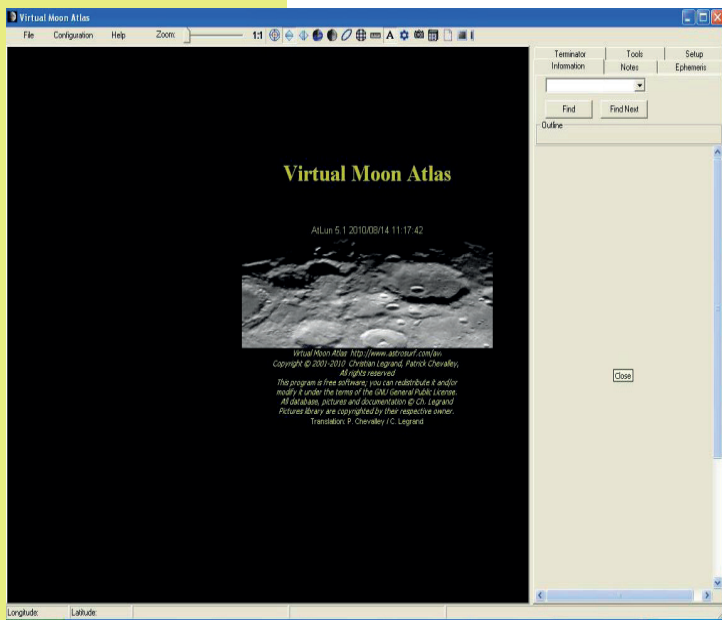 Virtual Moon Atlas
File Configuration Help Zoom: 1:1 A
Terminator Tools Setup
Information Notes Ephemeris
Find Find Next
Outline
Virtual Moon Atlas
AtLun 5.1 2010/08/14 11:17:42
Virtual Moon Atlas http://www.astrosurf.com/av
Copyright © 2001-2010 Christian Legrand, Patrick Chevalley,
All rights reserved
This program is free software; you can redistribute it and/or
modify it under the terms of the GNU General Public License.
All database, pictures and documentation © Ch. Legrand
Pictures library are copyrighted by their respective owner.
Translation: P. Chevalley / C. Legrand
Close
Longitude: Latitude: